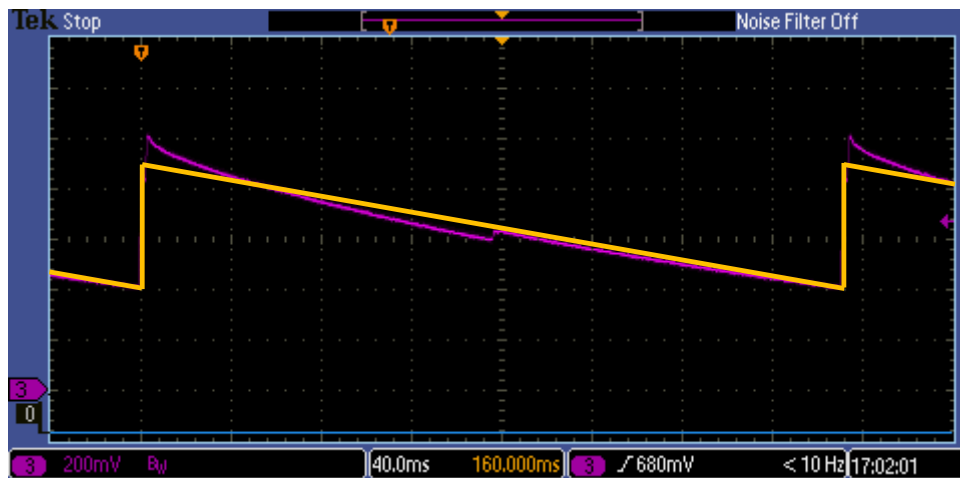 Tek Stop Noise Filter Off
T
T
3
0
3 200mV BW 40.0ms 160.000ms 3 680mV < 10 Hz 17:02:01